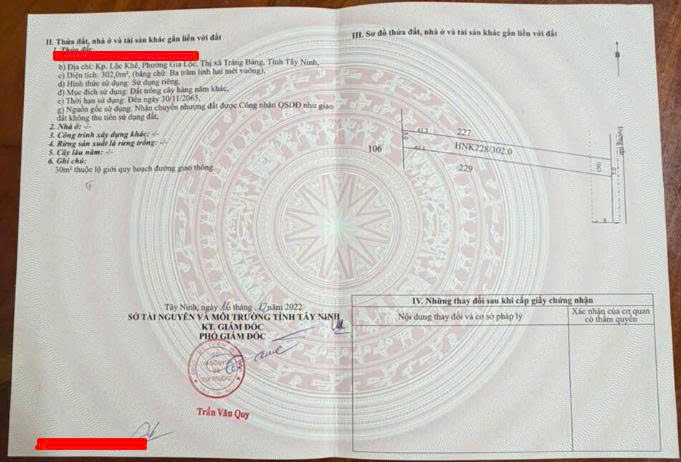 II. Thửa đất, nhà ở và tài sản khác gắn liền với đất
1. Thửa đất:
b) Địa chỉ: Kp. Lộc Khê, Phường Gia Lộc, Thị xã Trảng Bàng, Tỉnh Tây Ninh,
c) Diện tích: 302,0m², (bằng chữ: Ba trăm linh hai mét vuông),
d) Hình thức sử dụng: Sử dụng riêng,
đ) Mục đích sử dụng: Đất trồng cây hàng năm khác,
e) Thời hạn sử dụng: Đến ngày 30/11/2065,
g) Nguồn gốc sử dụng: Nhận chuyển nhượng đất được Công nhận QSDĐ như giao
đất không thu tiền sử dụng đất,
2. Nhà ở: -/-
3. Công trình xây dựng khác: -/-
4. Rừng sản xuất là rừng trồng: -/-
5. Cây lâu năm: -/-
6. Ghi chú:
30m² thuộc lộ giới quy hoạch đường giao thông.
Tây Ninh, ngày 16 tháng 12 năm 2022
SỞ TÀI NGUYÊN VÀ MÔI TRƯỜNG TỈNH TÂY NINH
KT. GIÁM ĐỐC
PHÓ GIÁM ĐỐC
Trần Văn Quy
III. Sơ đồ thửa đất, nhà ở và tài sản khác gắn liền với đất
227
106
HNK228/302.0
229
IV. Những thay đổi sau khi cấp giấy chứng nhận
Nội dung thay đổi và cơ sở pháp lý
Xác nhận của cơ quan
có thẩm quyền